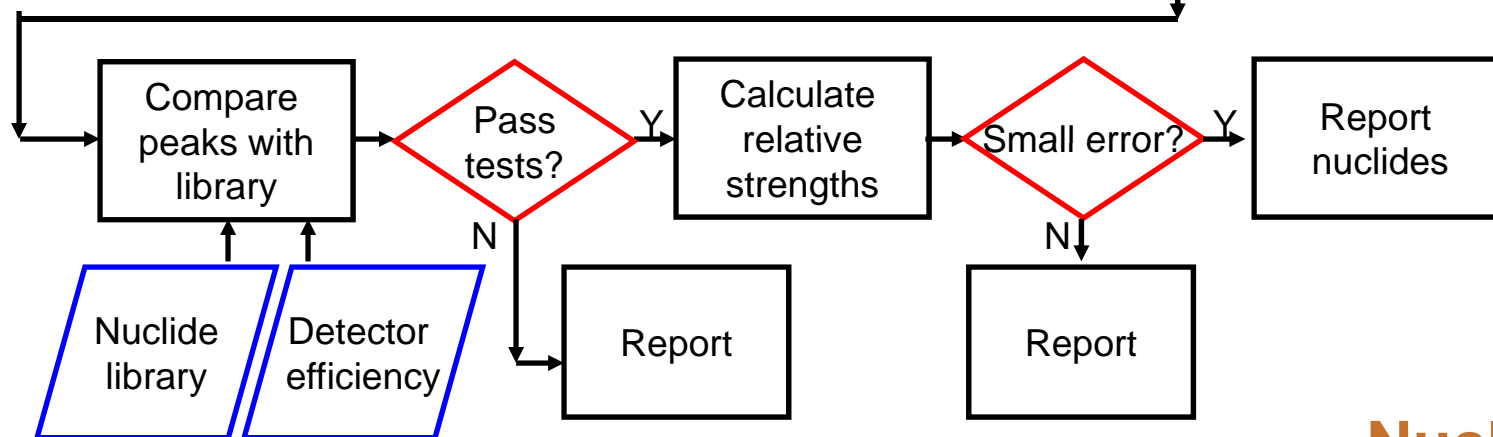 Compare
peaks with
library
Pass
tests?
Y
Calculate
relative
strengths
Small error?
Y
Report
nuclides
N
N
Nuclide
library
Detector
efficiency
Report
Report